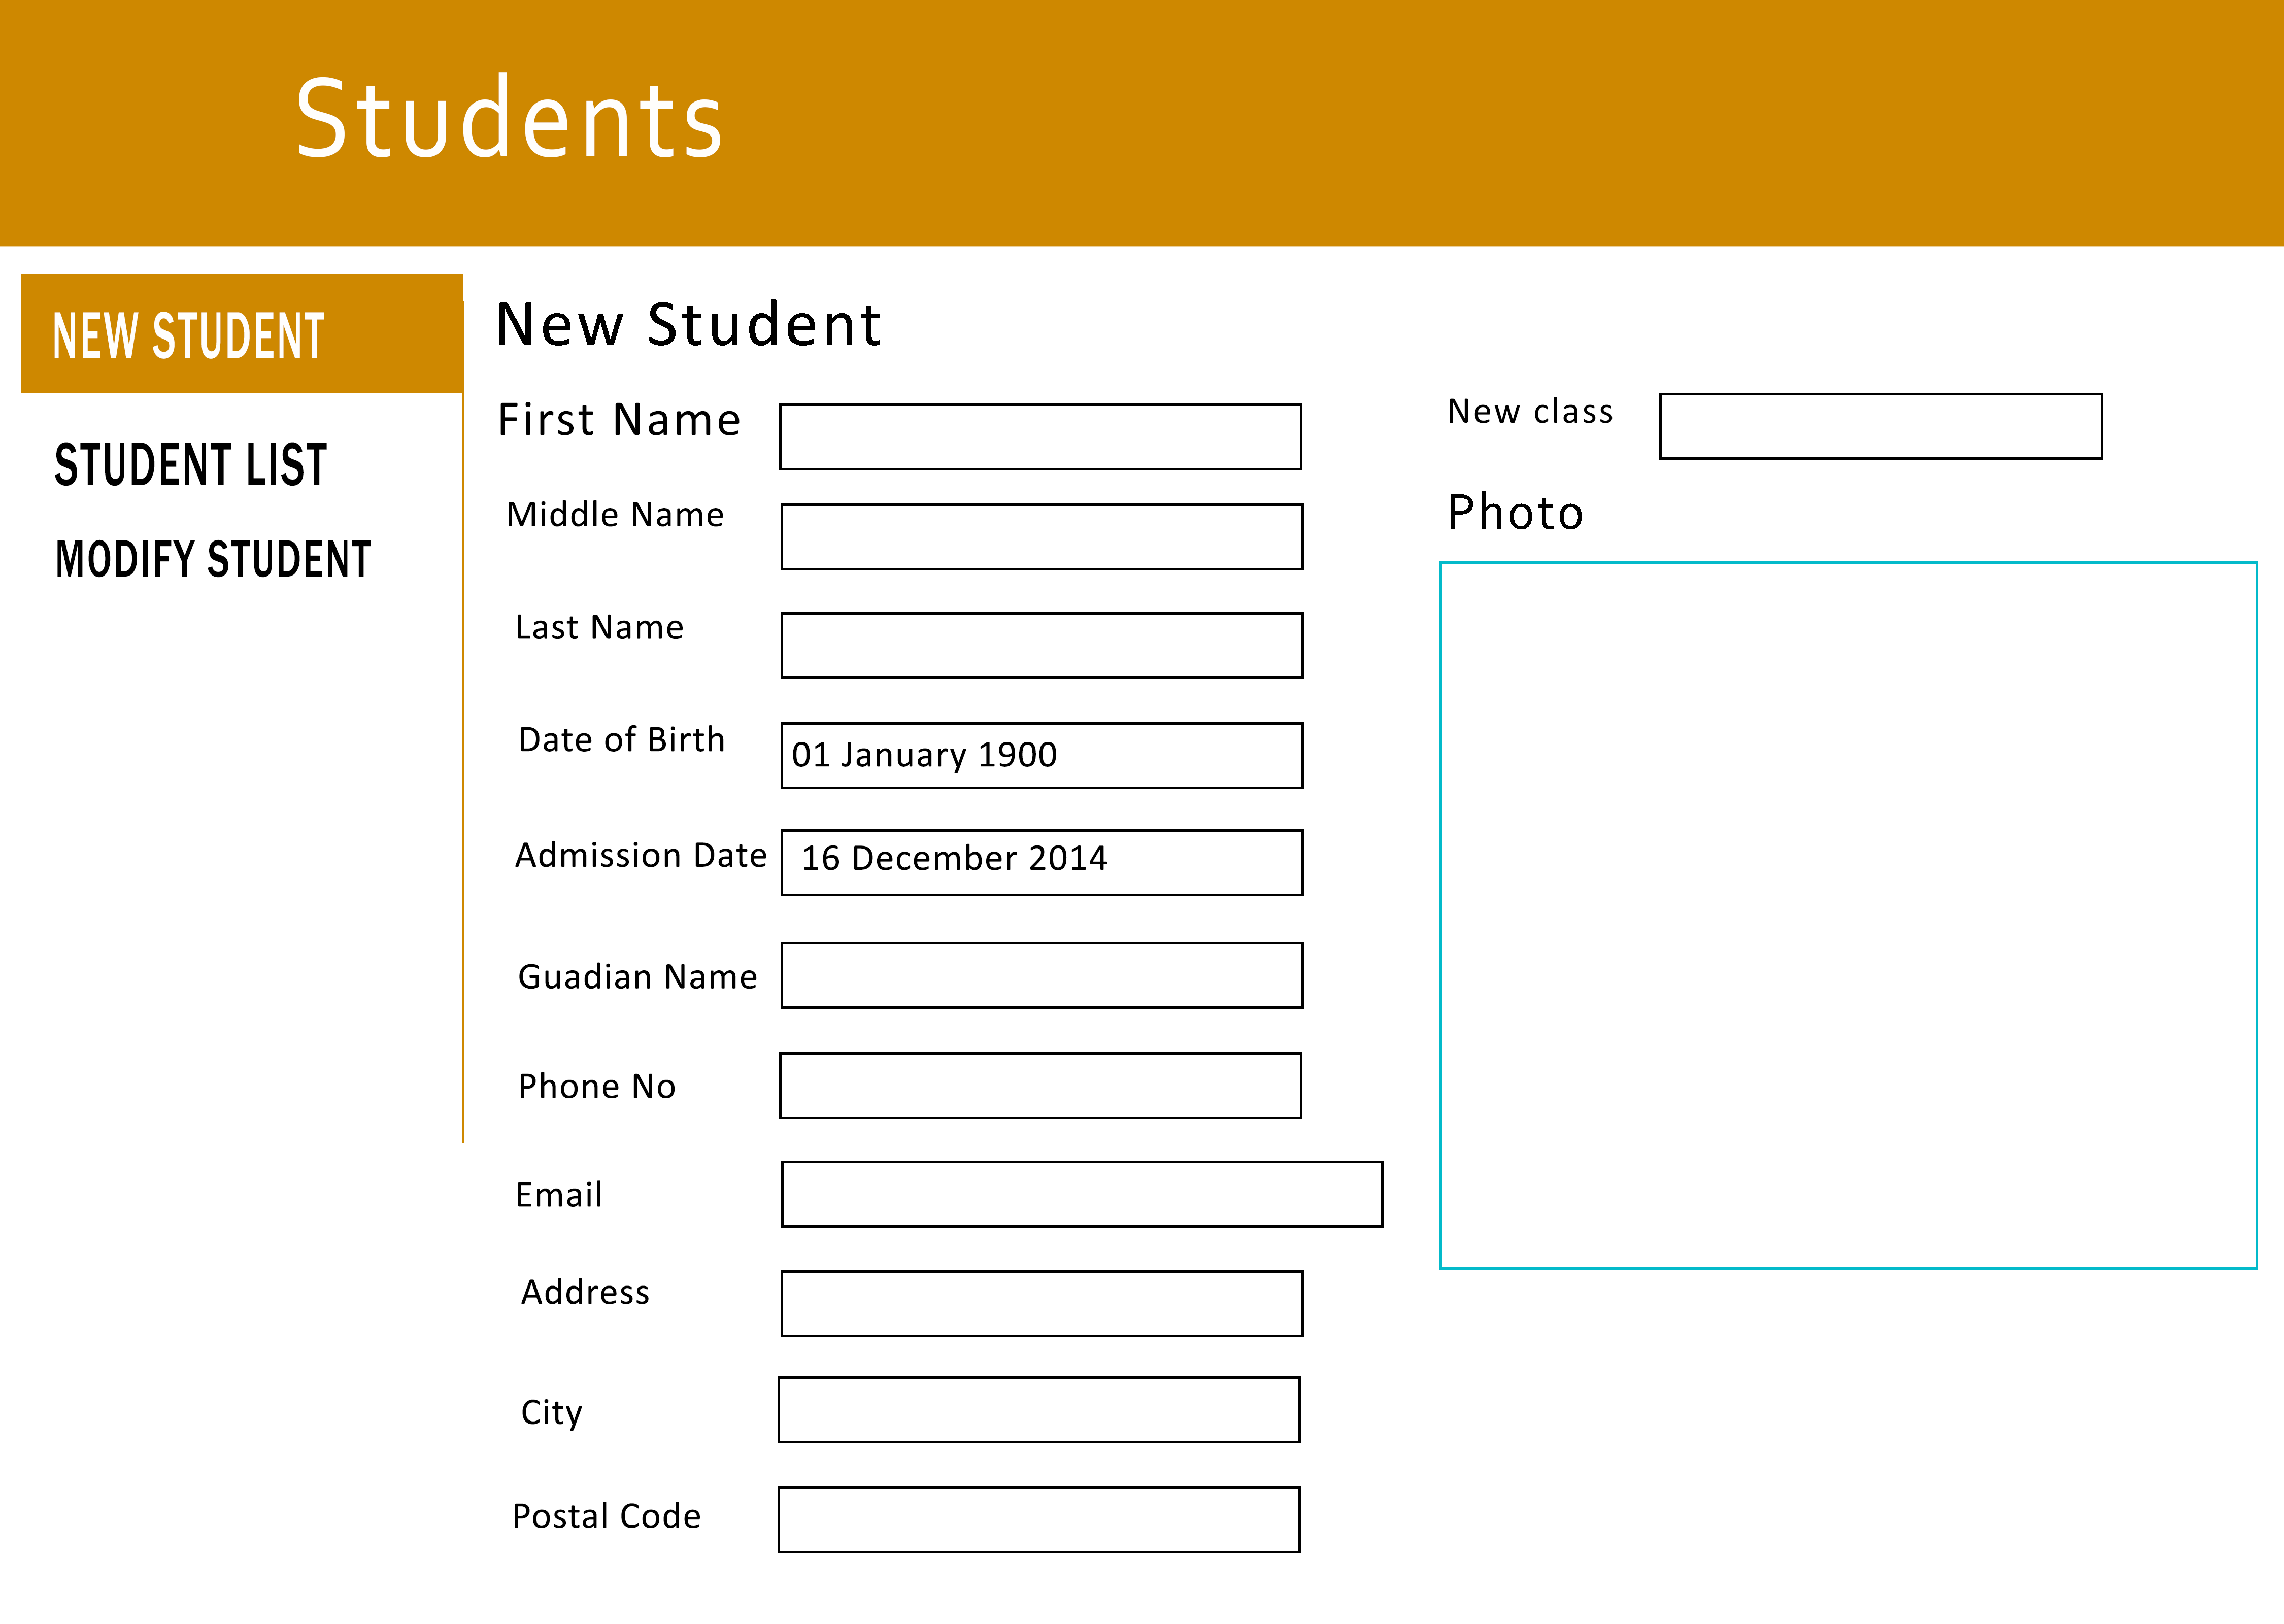 Students
NEW STUDENT
STUDENT LIST
MODIFY STUDENT
New Student
First Name
Middle Name
Last Name
Date of Birth 01 January 1900
Admission Date 16 December 2014
Guadian Name
Phone No
Email
Address
City
Postal Code
New class
Photo